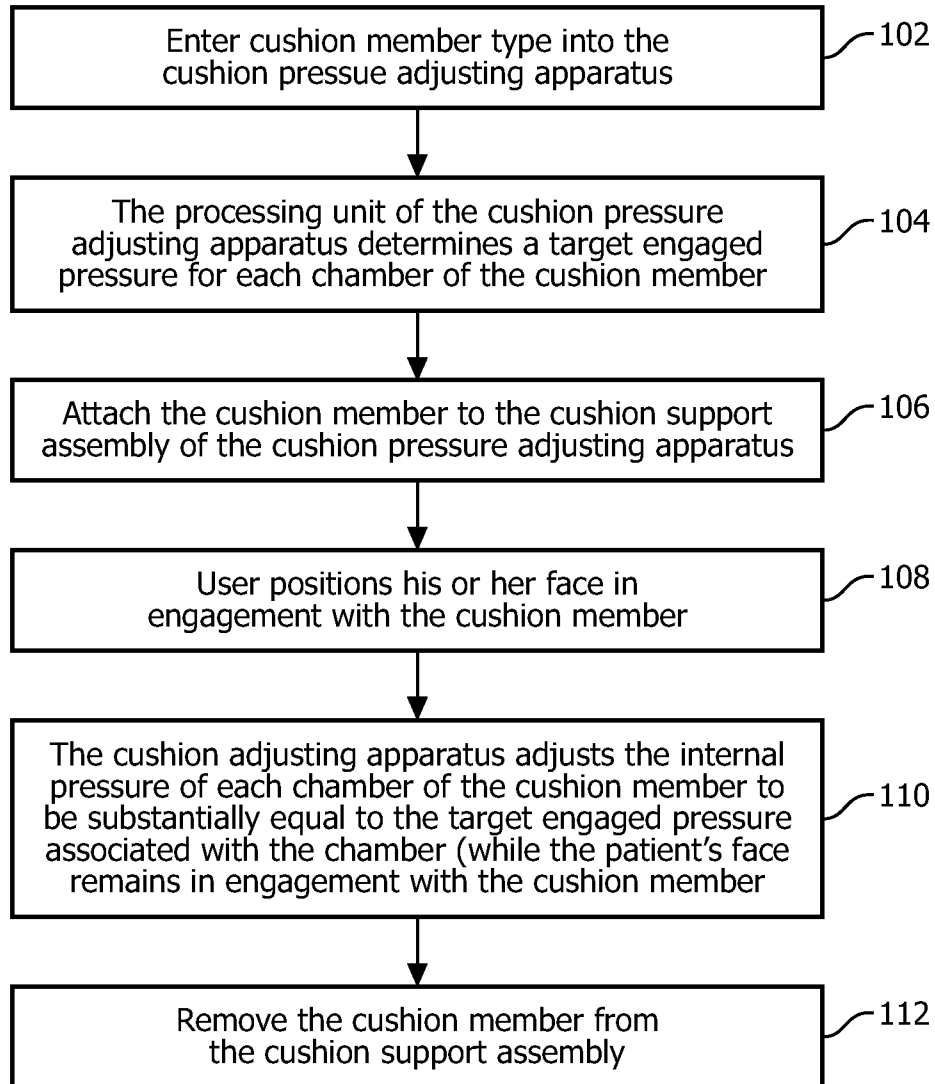 Enter cushion member type into the
cushion pressue adjusting apparatus
102
The processing unit of the cushion pressure
adjusting apparatus determines a target engaged
pressure for each chamber of the cushion member
104
Attach the cushion member to the cushion support
assembly of the cushion pressure adjusting apparatus
106
User positions his or her face in
engagement with the cushion member
108
The cushion adjusting apparatus adjusts the internal
pressure of each chamber of the cushion member to
be substantially equal to the target engaged pressure
associated with the chamber (while the patient's face
remains in engagement with the cushion member
110
Remove the cushion member from
the cushion support assembly
112